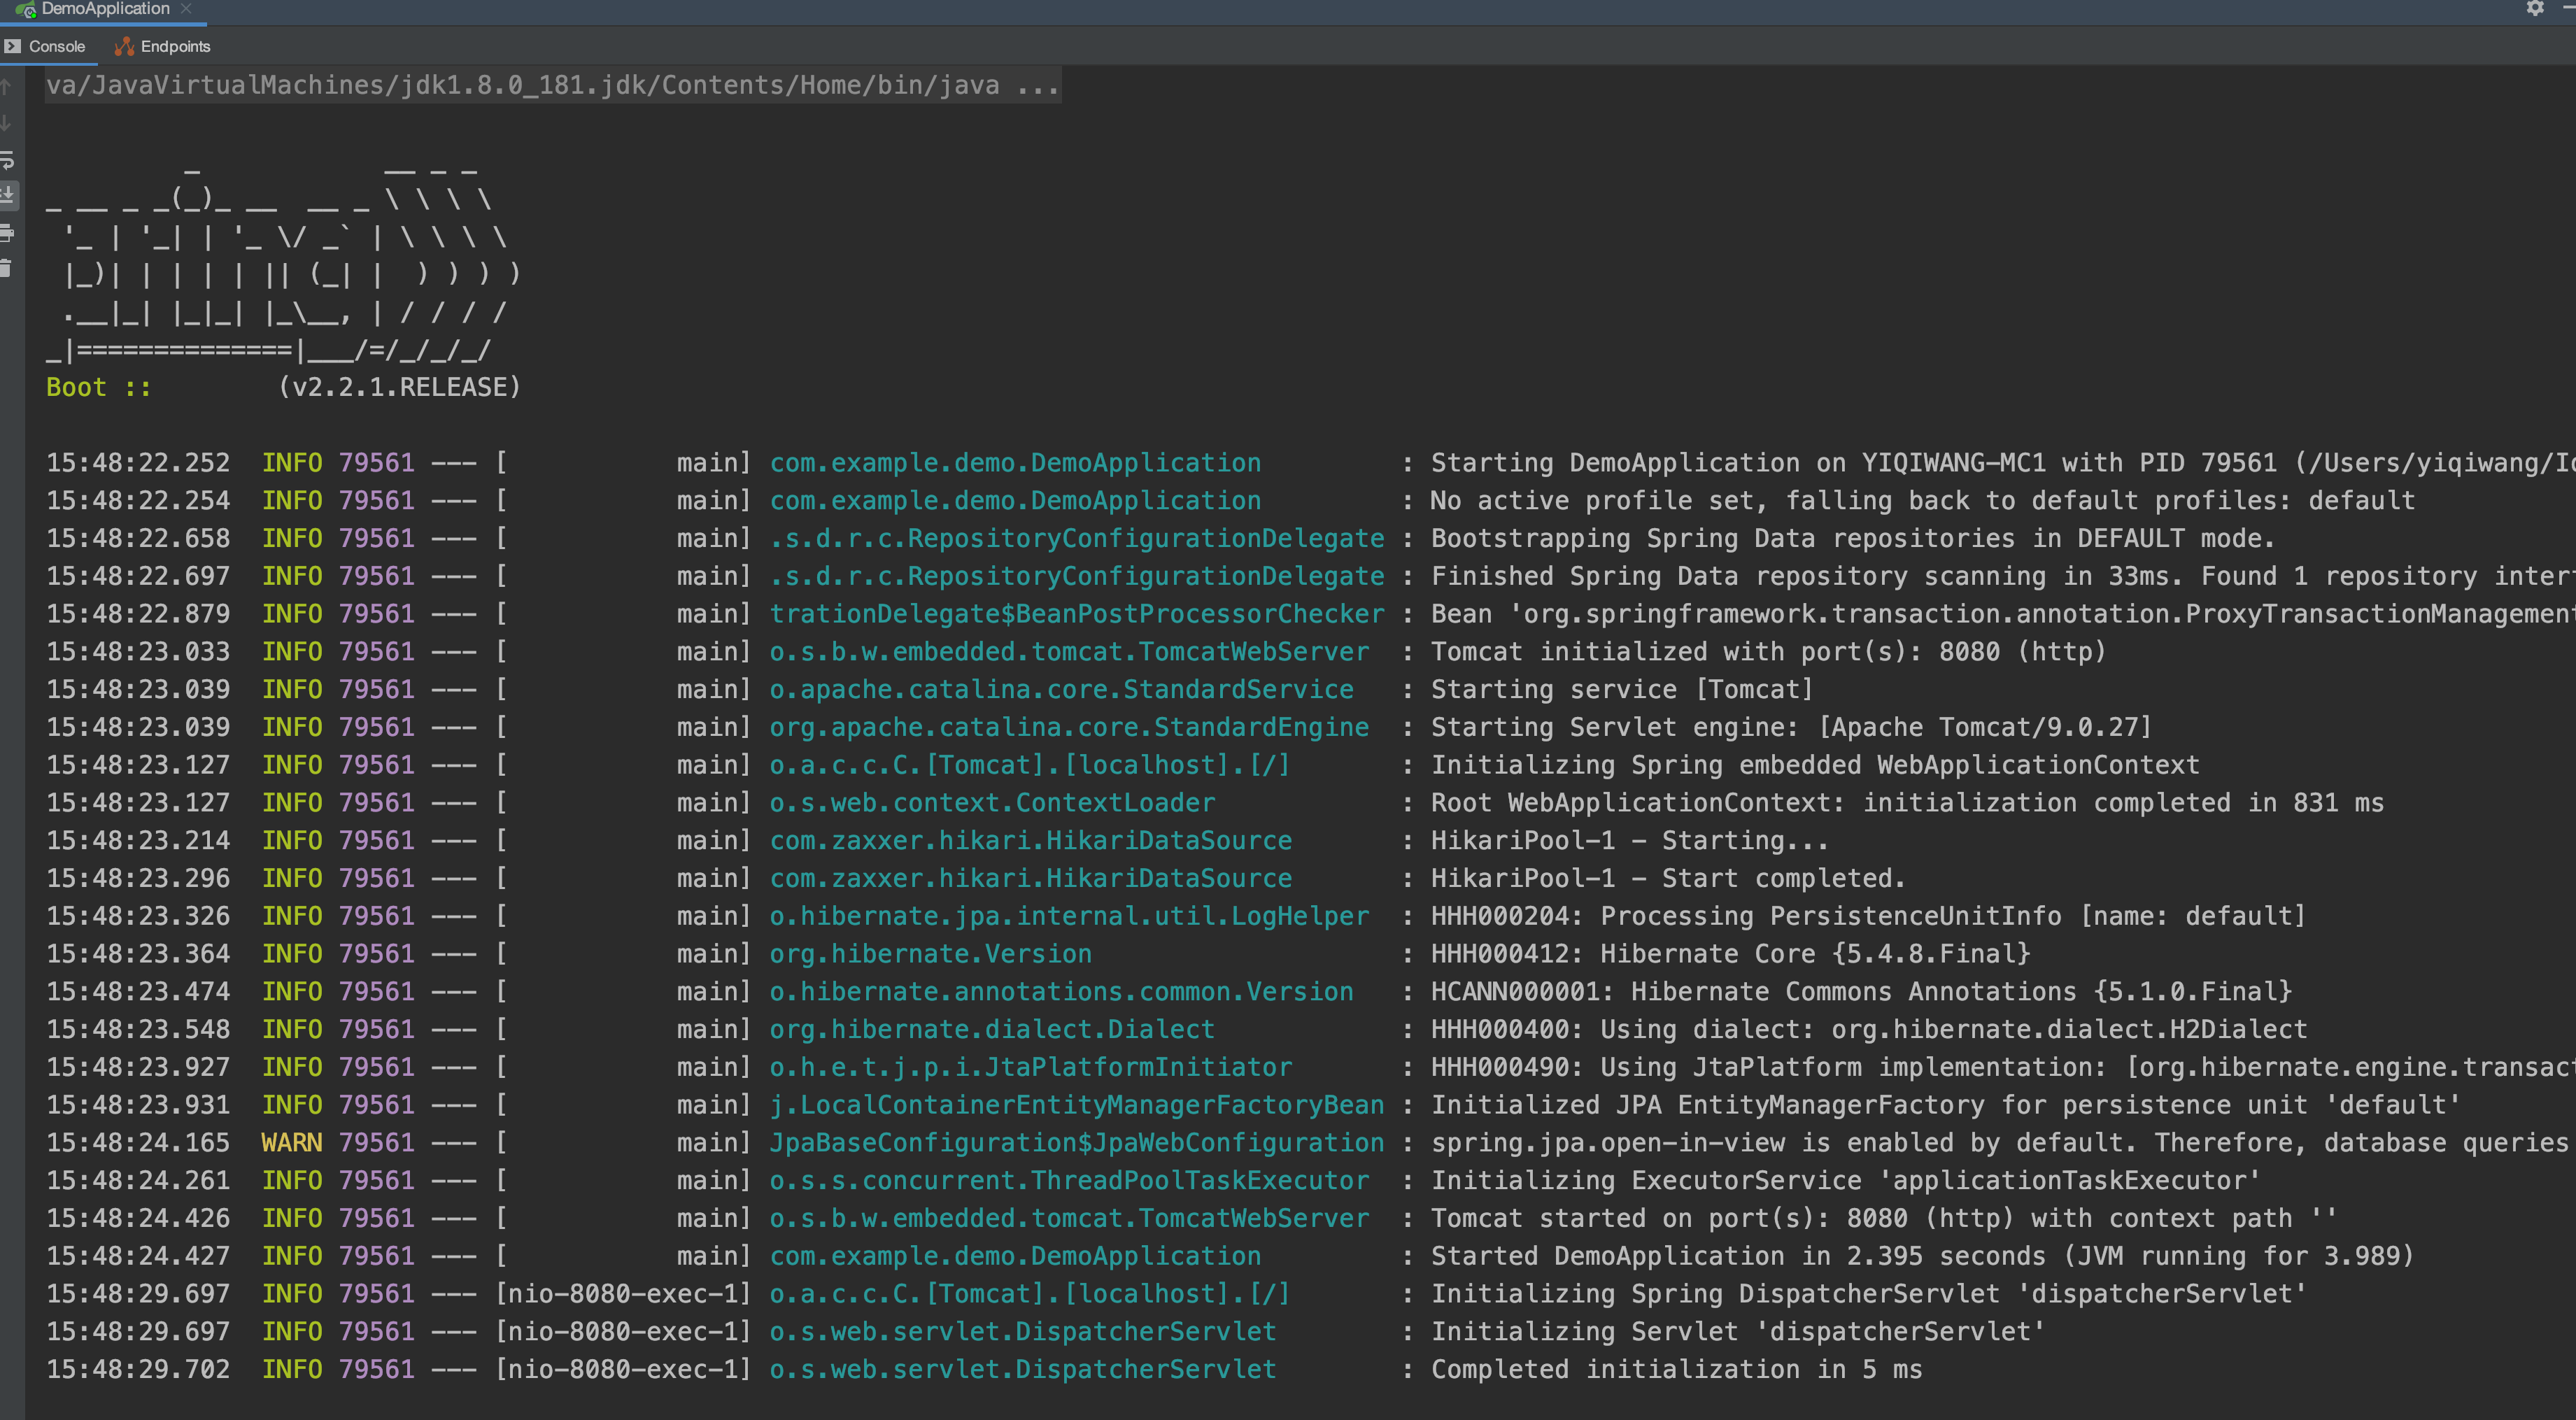 DemoApplication
Console
Endpoints
va/JavaVirtualMachines/jdk1.8.0_181.jdk/Contents/Home/bin/java ...
          _            __ _ _
_ __ _ _(_)_ __  __ _ \ \ \ \
 '_ | '_| | '_ \/ _` | \ \ \ \
 |_)| | | | | || (_| |  ) ) ) )
 .__|_| |_|_| |_\__, | / / / /
_|==============|___/=/_/_/_/
Boot ::        (v2.2.1.RELEASE)
15:48:22.252  INFO 79561 --- [           main] com.example.demo.DemoApplication         : Starting DemoApplication on YIQIWANG-MC1 with PID 79561 (/Users/yiqiwang/
15:48:22.254  INFO 79561 --- [           main] com.example.demo.DemoApplication         : No active profile set, falling back to default profiles: default
15:48:22.658  INFO 79561 --- [           main] .s.d.r.c.RepositoryConfigurationDelegate : Bootstrapping Spring Data repositories in DEFAULT mode.
15:48:22.697  INFO 79561 --- [           main] .s.d.r.c.RepositoryConfigurationDelegate : Finished Spring Data repository scanning in 33ms. Found 1 repository inter
15:48:22.879  INFO 79561 --- [           main] trationDelegate$BeanPostProcessorChecker : Bean 'org.springframework.transaction.annotation.ProxyTransactionManagement
15:48:23.033  INFO 79561 --- [           main] o.s.b.w.embedded.tomcat.TomcatWebServer  : Tomcat initialized with port(s): 8080 (http)
15:48:23.039  INFO 79561 --- [           main] o.apache.catalina.core.StandardService   : Starting service [Tomcat]
15:48:23.039  INFO 79561 --- [           main] org.apache.catalina.core.StandardEngine  : Starting Servlet engine: [Apache Tomcat/9.0.27]
15:48:23.127  INFO 79561 --- [           main] o.a.c.c.C.[Tomcat].[localhost].[/]       : Initializing Spring embedded WebApplicationContext
15:48:23.127  INFO 79561 --- [           main] o.s.web.context.ContextLoader            : Root WebApplicationContext: initialization completed in 831 ms
15:48:23.214  INFO 79561 --- [           main] com.zaxxer.hikari.HikariDataSource       : HikariPool-1 - Starting...
15:48:23.296  INFO 79561 --- [           main] com.zaxxer.hikari.HikariDataSource       : HikariPool-1 - Start completed.
15:48:23.326  INFO 79561 --- [           main] o.hibernate.jpa.internal.util.LogHelper  : HHH000204: Processing PersistenceUnitInfo [name: default]
15:48:23.364  INFO 79561 --- [           main] org.hibernate.Version                    : HHH000412: Hibernate Core {5.4.8.Final}
15:48:23.474  INFO 79561 --- [           main] o.hibernate.annotations.common.Version   : HCANN000001: Hibernate Commons Annotations {5.1.0.Final}
15:48:23.548  INFO 79561 --- [           main] org.hibernate.dialect.Dialect            : HHH000400: Using dialect: org.hibernate.dialect.H2Dialect
15:48:23.927  INFO 79561 --- [           main] o.h.e.t.j.p.i.JtaPlatformInitiator       : HHH000490: Using JtaPlatform implementation: [org.hibernate.engine.transact
15:48:23.931  INFO 79561 --- [           main] j.LocalContainerEntityManagerFactoryBean : Initialized JPA EntityManagerFactory for persistence unit 'default'
15:48:24.165  WARN 79561 --- [           main] JpaBaseConfiguration$JpaWebConfiguration : spring.jpa.open-in-view is enabled by default. Therefore, database queries
15:48:24.261  INFO 79561 --- [           main] o.s.s.concurrent.ThreadPoolTaskExecutor  : Initializing ExecutorService 'applicationTaskExecutor'
15:48:24.426  INFO 79561 --- [           main] o.s.b.w.embedded.tomcat.TomcatWebServer  : Tomcat started on port(s): 8080 (http) with context path ''
15:48:24.427  INFO 79561 --- [           main] com.example.demo.DemoApplication         : Started DemoApplication in 2.395 seconds (JVM running for 3.989)
15:48:29.697  INFO 79561 --- [nio-8080-exec-1] o.a.c.c.C.[Tomcat].[localhost].[/]       : Initializing Spring DispatcherServlet 'dispatcherServlet'
15:48:29.697  INFO 79561 --- [nio-8080-exec-1] o.s.web.servlet.DispatcherServlet        : Initializing Servlet 'dispatcherServlet'
15:48:29.702  INFO 79561 --- [nio-8080-exec-1] o.s.web.servlet.DispatcherServlet        : Completed initialization in 5 ms